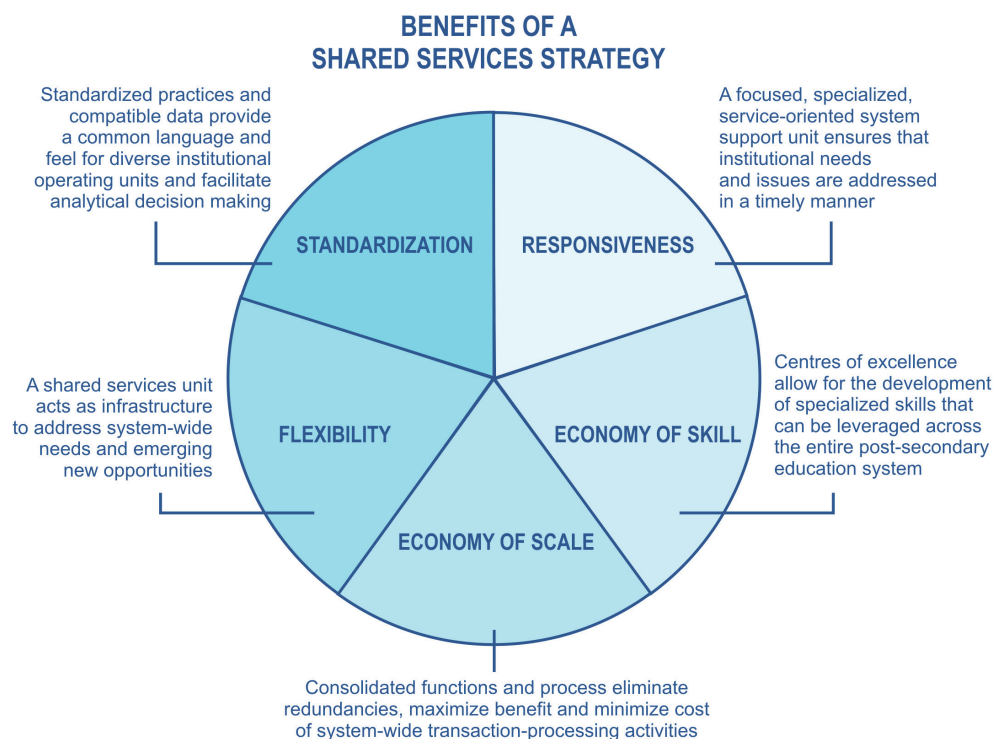 BENEFITS OF A
SHARED SERVICES STRATEGY
Standardized practices and
compatible data provide
a common language and
feel for diverse institutional
operating units and facilitate
analytical decision making
A focused, specialized,
service-oriented system
support unit ensures that
institutional needs
and issues are addressed
in a timely manner
STANDARDIZATION
RESPONSIVENESS
A shared services unit
acts as infrastructure
to address system-wide
needs and emerging
new opportunities
FLEXIBILITY
ECONOMY OF SKILL
Centres of excellence
allow for the development
of specialized skills that
can be leveraged across
the entire post-secondary
education system
ECONOMY OF SCALE
Consolidated functions and process eliminate
redundancies, maximize benefit and minimize cost
of system-wide transaction-processing activities